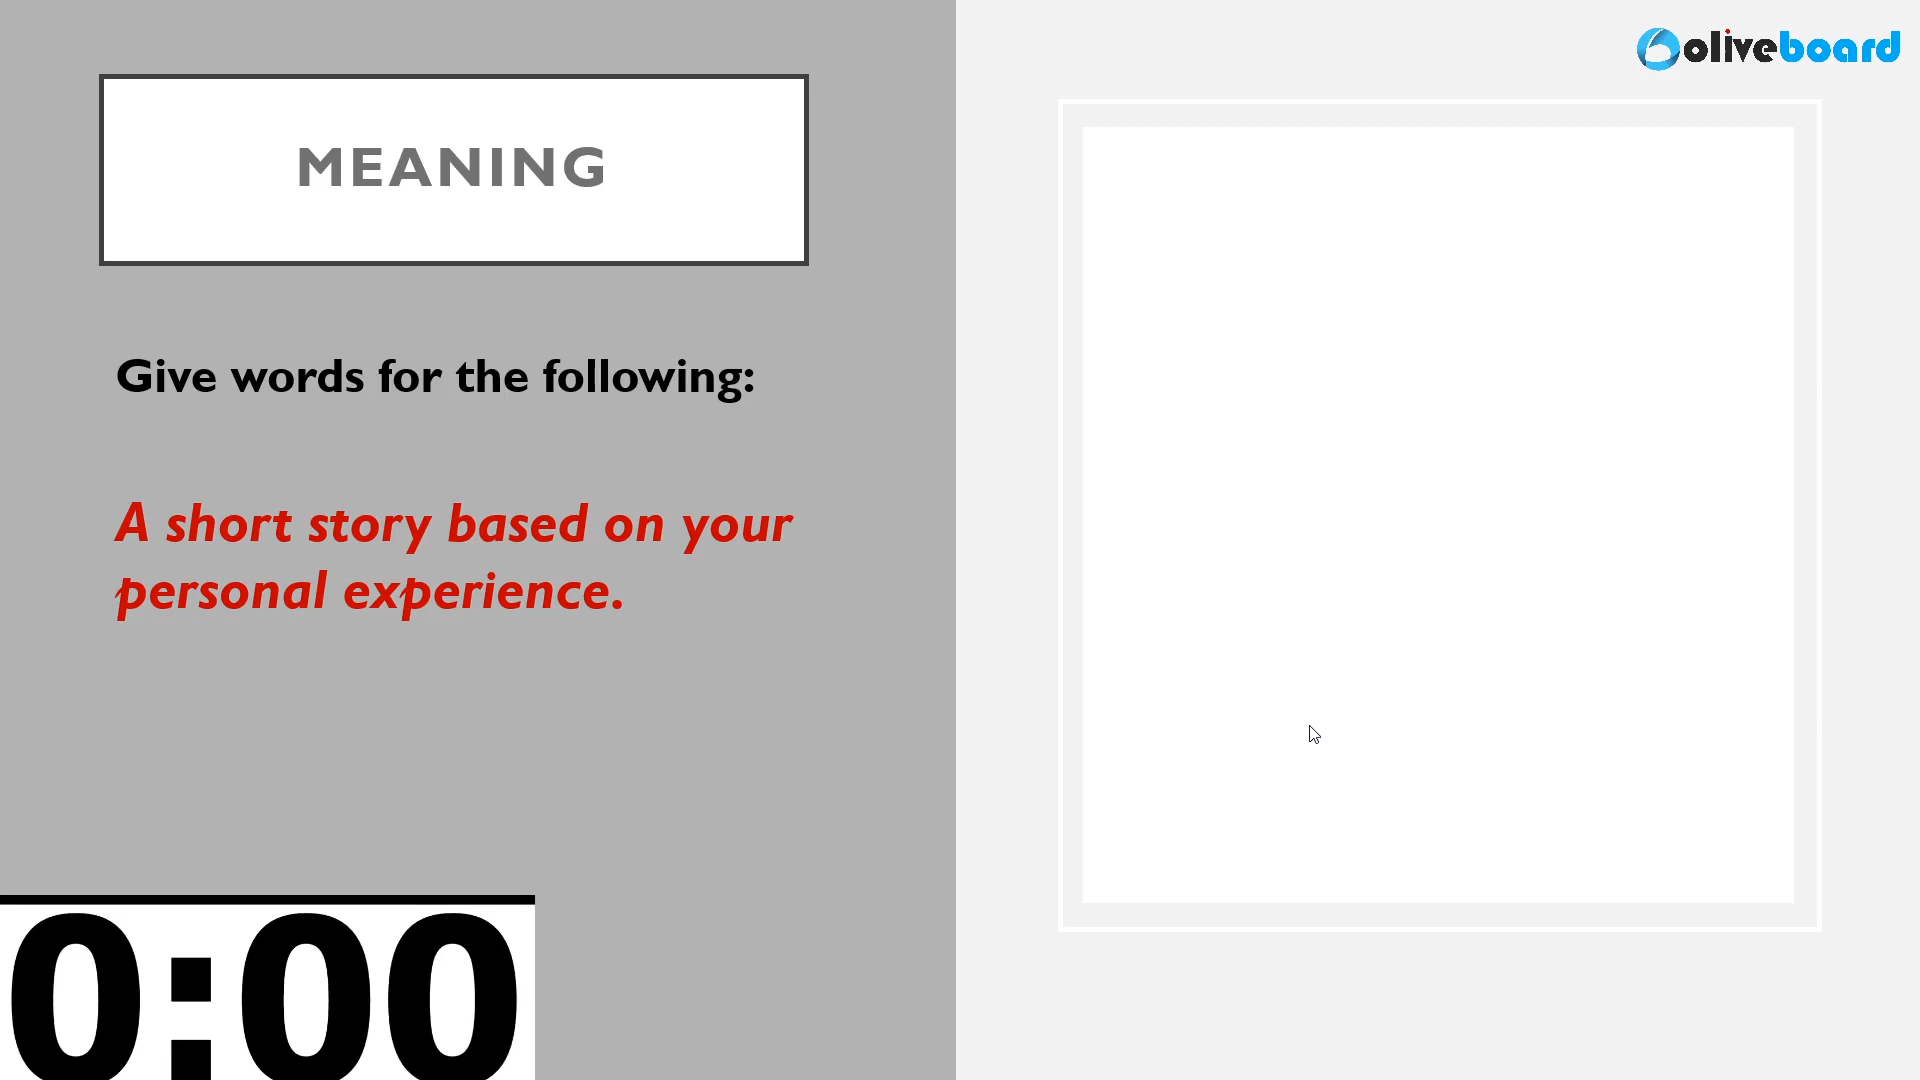 oliveboard
MEANING
Give words for the following:
A short story based on your
personal experience.
0:00